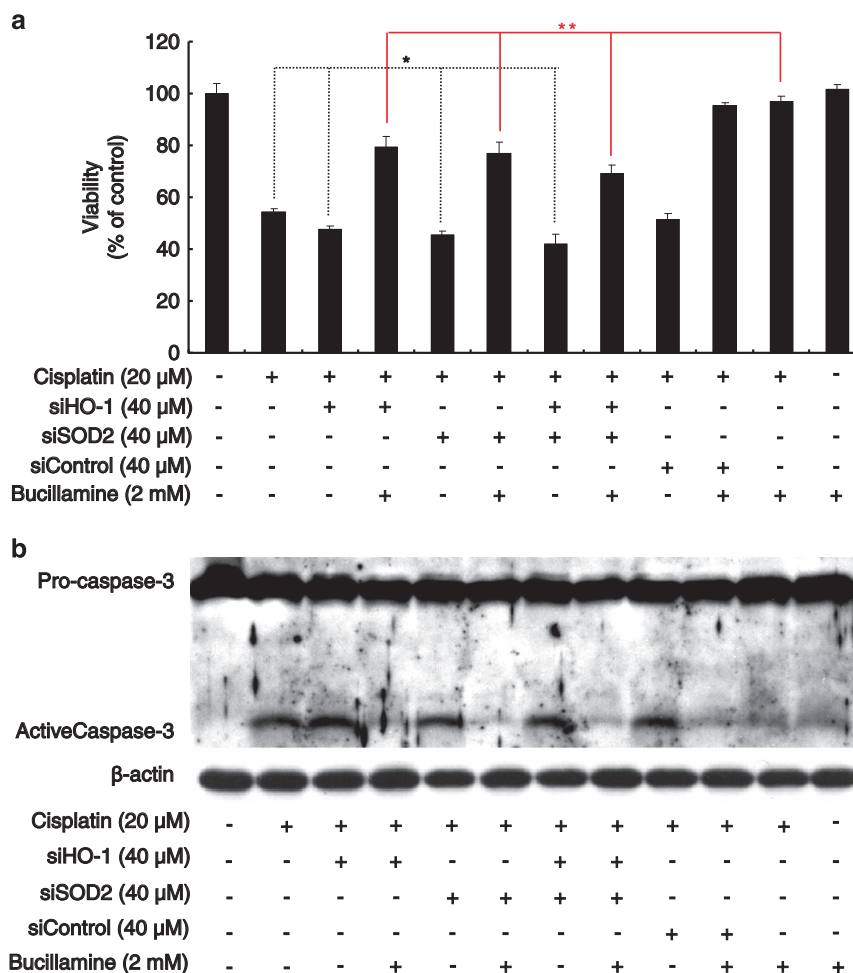 a
**
*
120
100
80
60
40
20
0
Viability
(% of control)
Cisplatin (20 µM) - + + + + + + + + + + -
siHO-1 (40 µM) - - + + - - + + - - - -
siSOD2 (40 µM) - - - - + + + + - - - -
siControl (40 µM) - - - - - - - - + + - -
Bucillamine (2 mM) - - - + - + - + - + + +
b
Pro-caspase-3
ActiveCaspase-3
β-actin
Cisplatin (20 µM) - + + + + + + + + + + -
siHO-1 (40 µM) - - + + - - + + - - - -
siSOD2 (40 µM) - - - - + + + + - - - -
siControl (40 µM) - - - - - - - - + + - -
Bucillamine (2 mM) - - - + - + - + - + + +